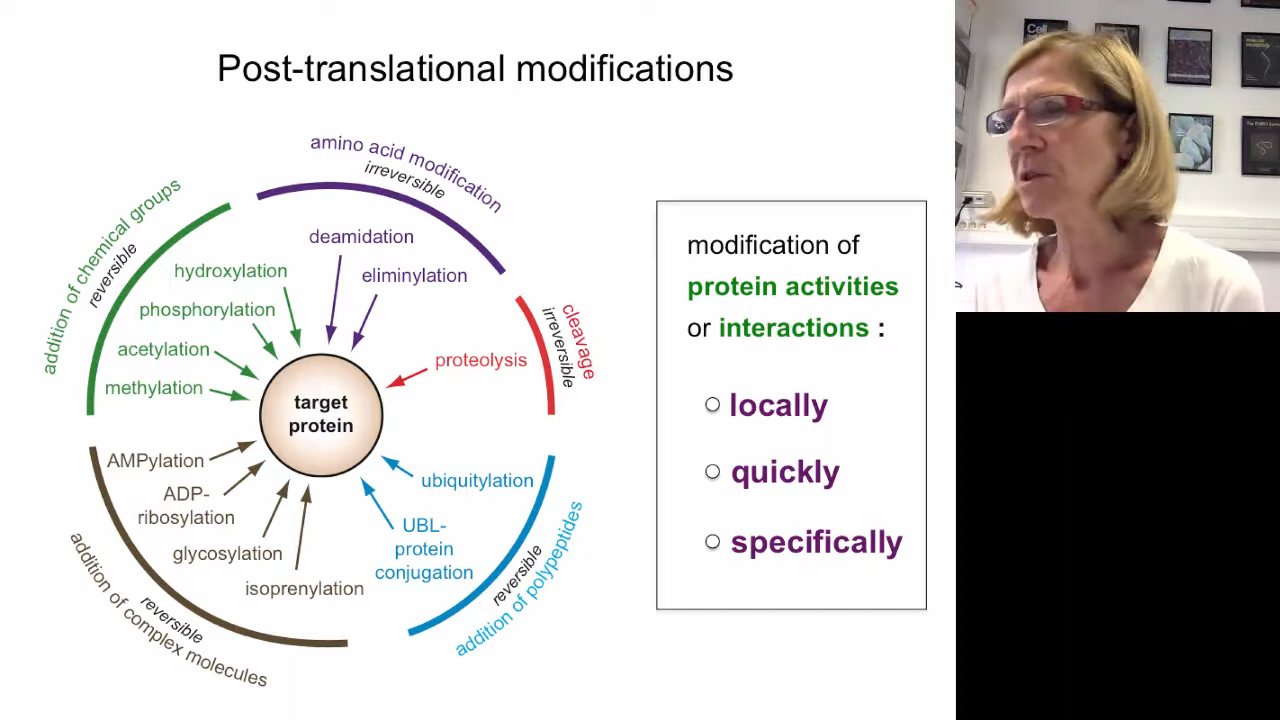 Post-translational modifications
amino acid modification
irreversible
addition of chemical groups
reversible
deamidation
eliminylation
hydroxylation
phosphorylation
acetylation
methylation
cleavage
irreversible
proteolysis
target
protein
AMPylation
ADP-
ribosylation
glycosylation
isoprenylation
ubiquitylation
UBL-
protein
conjugation
reversible
addition of complex molecules
reversible
addition of polypeptides
modification of
protein activities
or interactions :
locally
quickly
specifically
Cell